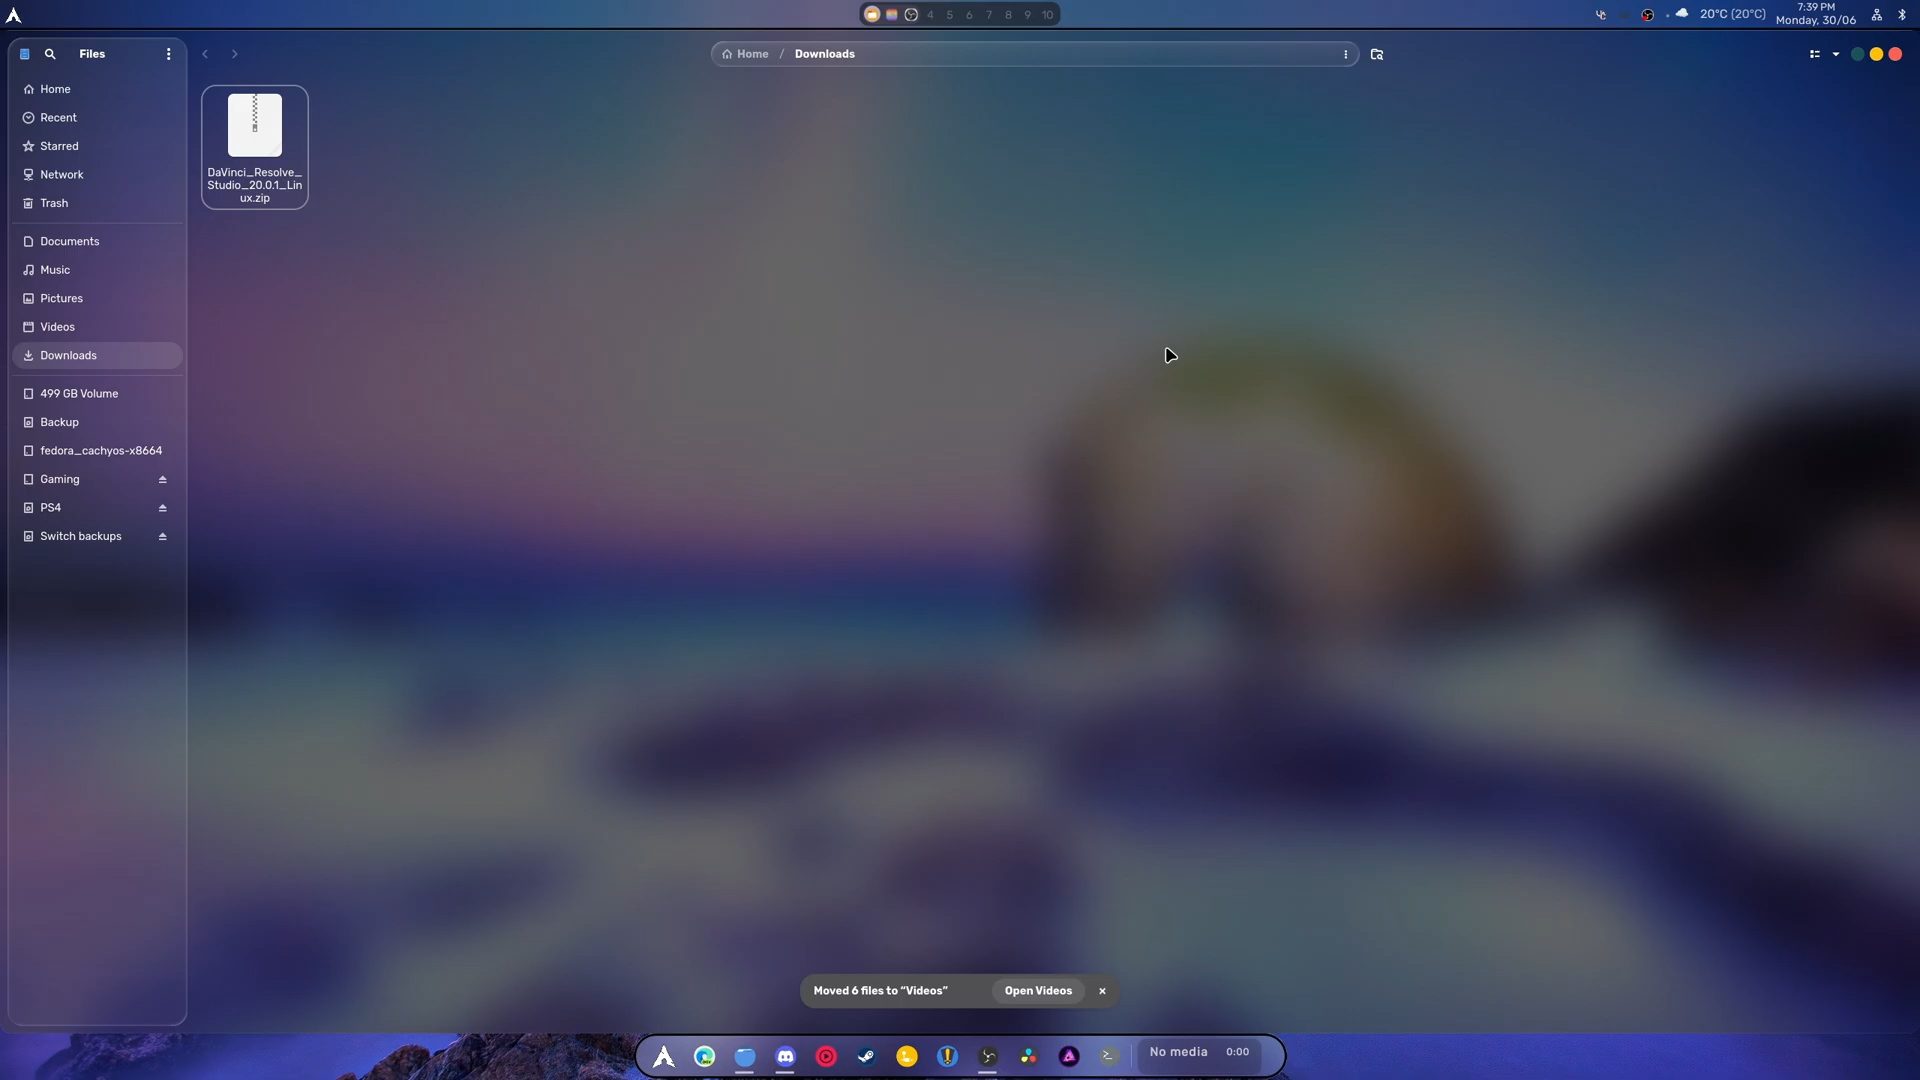 4 5 6 7 8 9 10
20°C (20°C)
7:39 PM
Monday, 30/06
Files
Home / Downloads
Home
Recent
Starred
Network
Trash
Documents
Music
Pictures
Videos
Downloads
499 GB Volume
Backup
fedora_cachyos-x8664
Gaming
PS4
Switch backups
DaVinci_Resolve_
Studio_20.0.1_Lin
ux.zip
Moved 6 files to “Videos”
Open Videos
No media 0:00